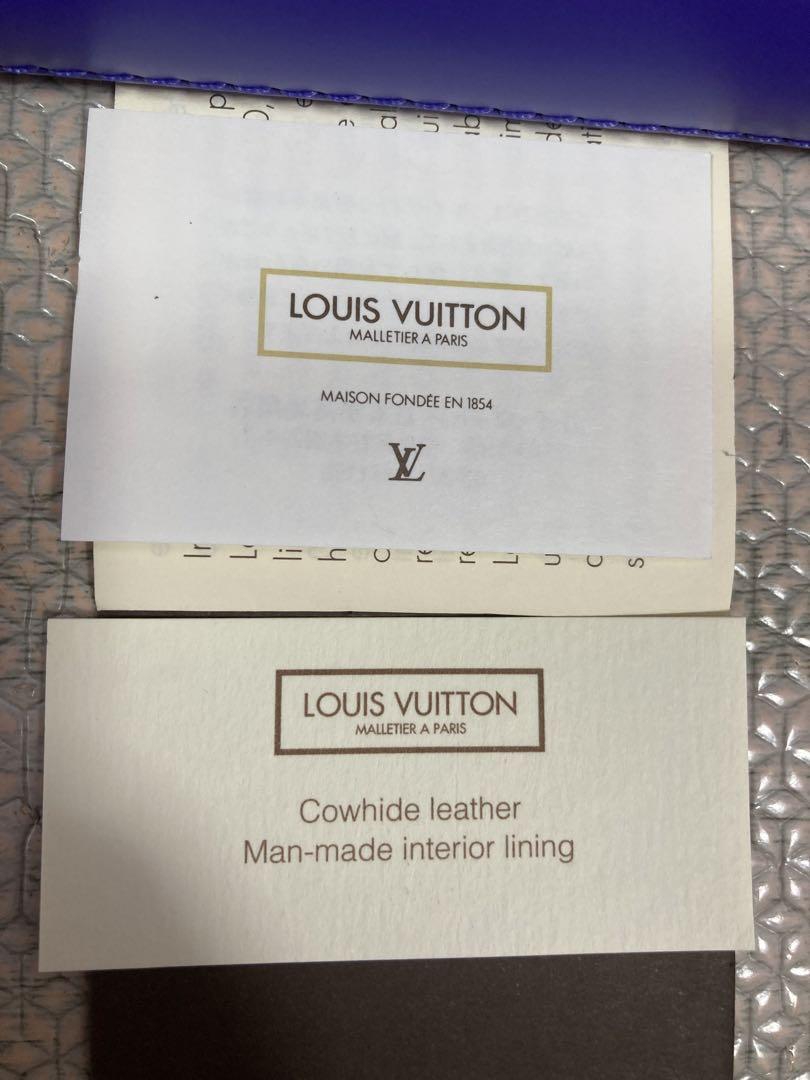 LOUIS VUITTON
MALLETIER A PARIS
MAISON FONDÉE EN 1854
LV
LOUIS VUITTON
MALLETIER A PARIS
Cowhide leather
Man-made interior lining